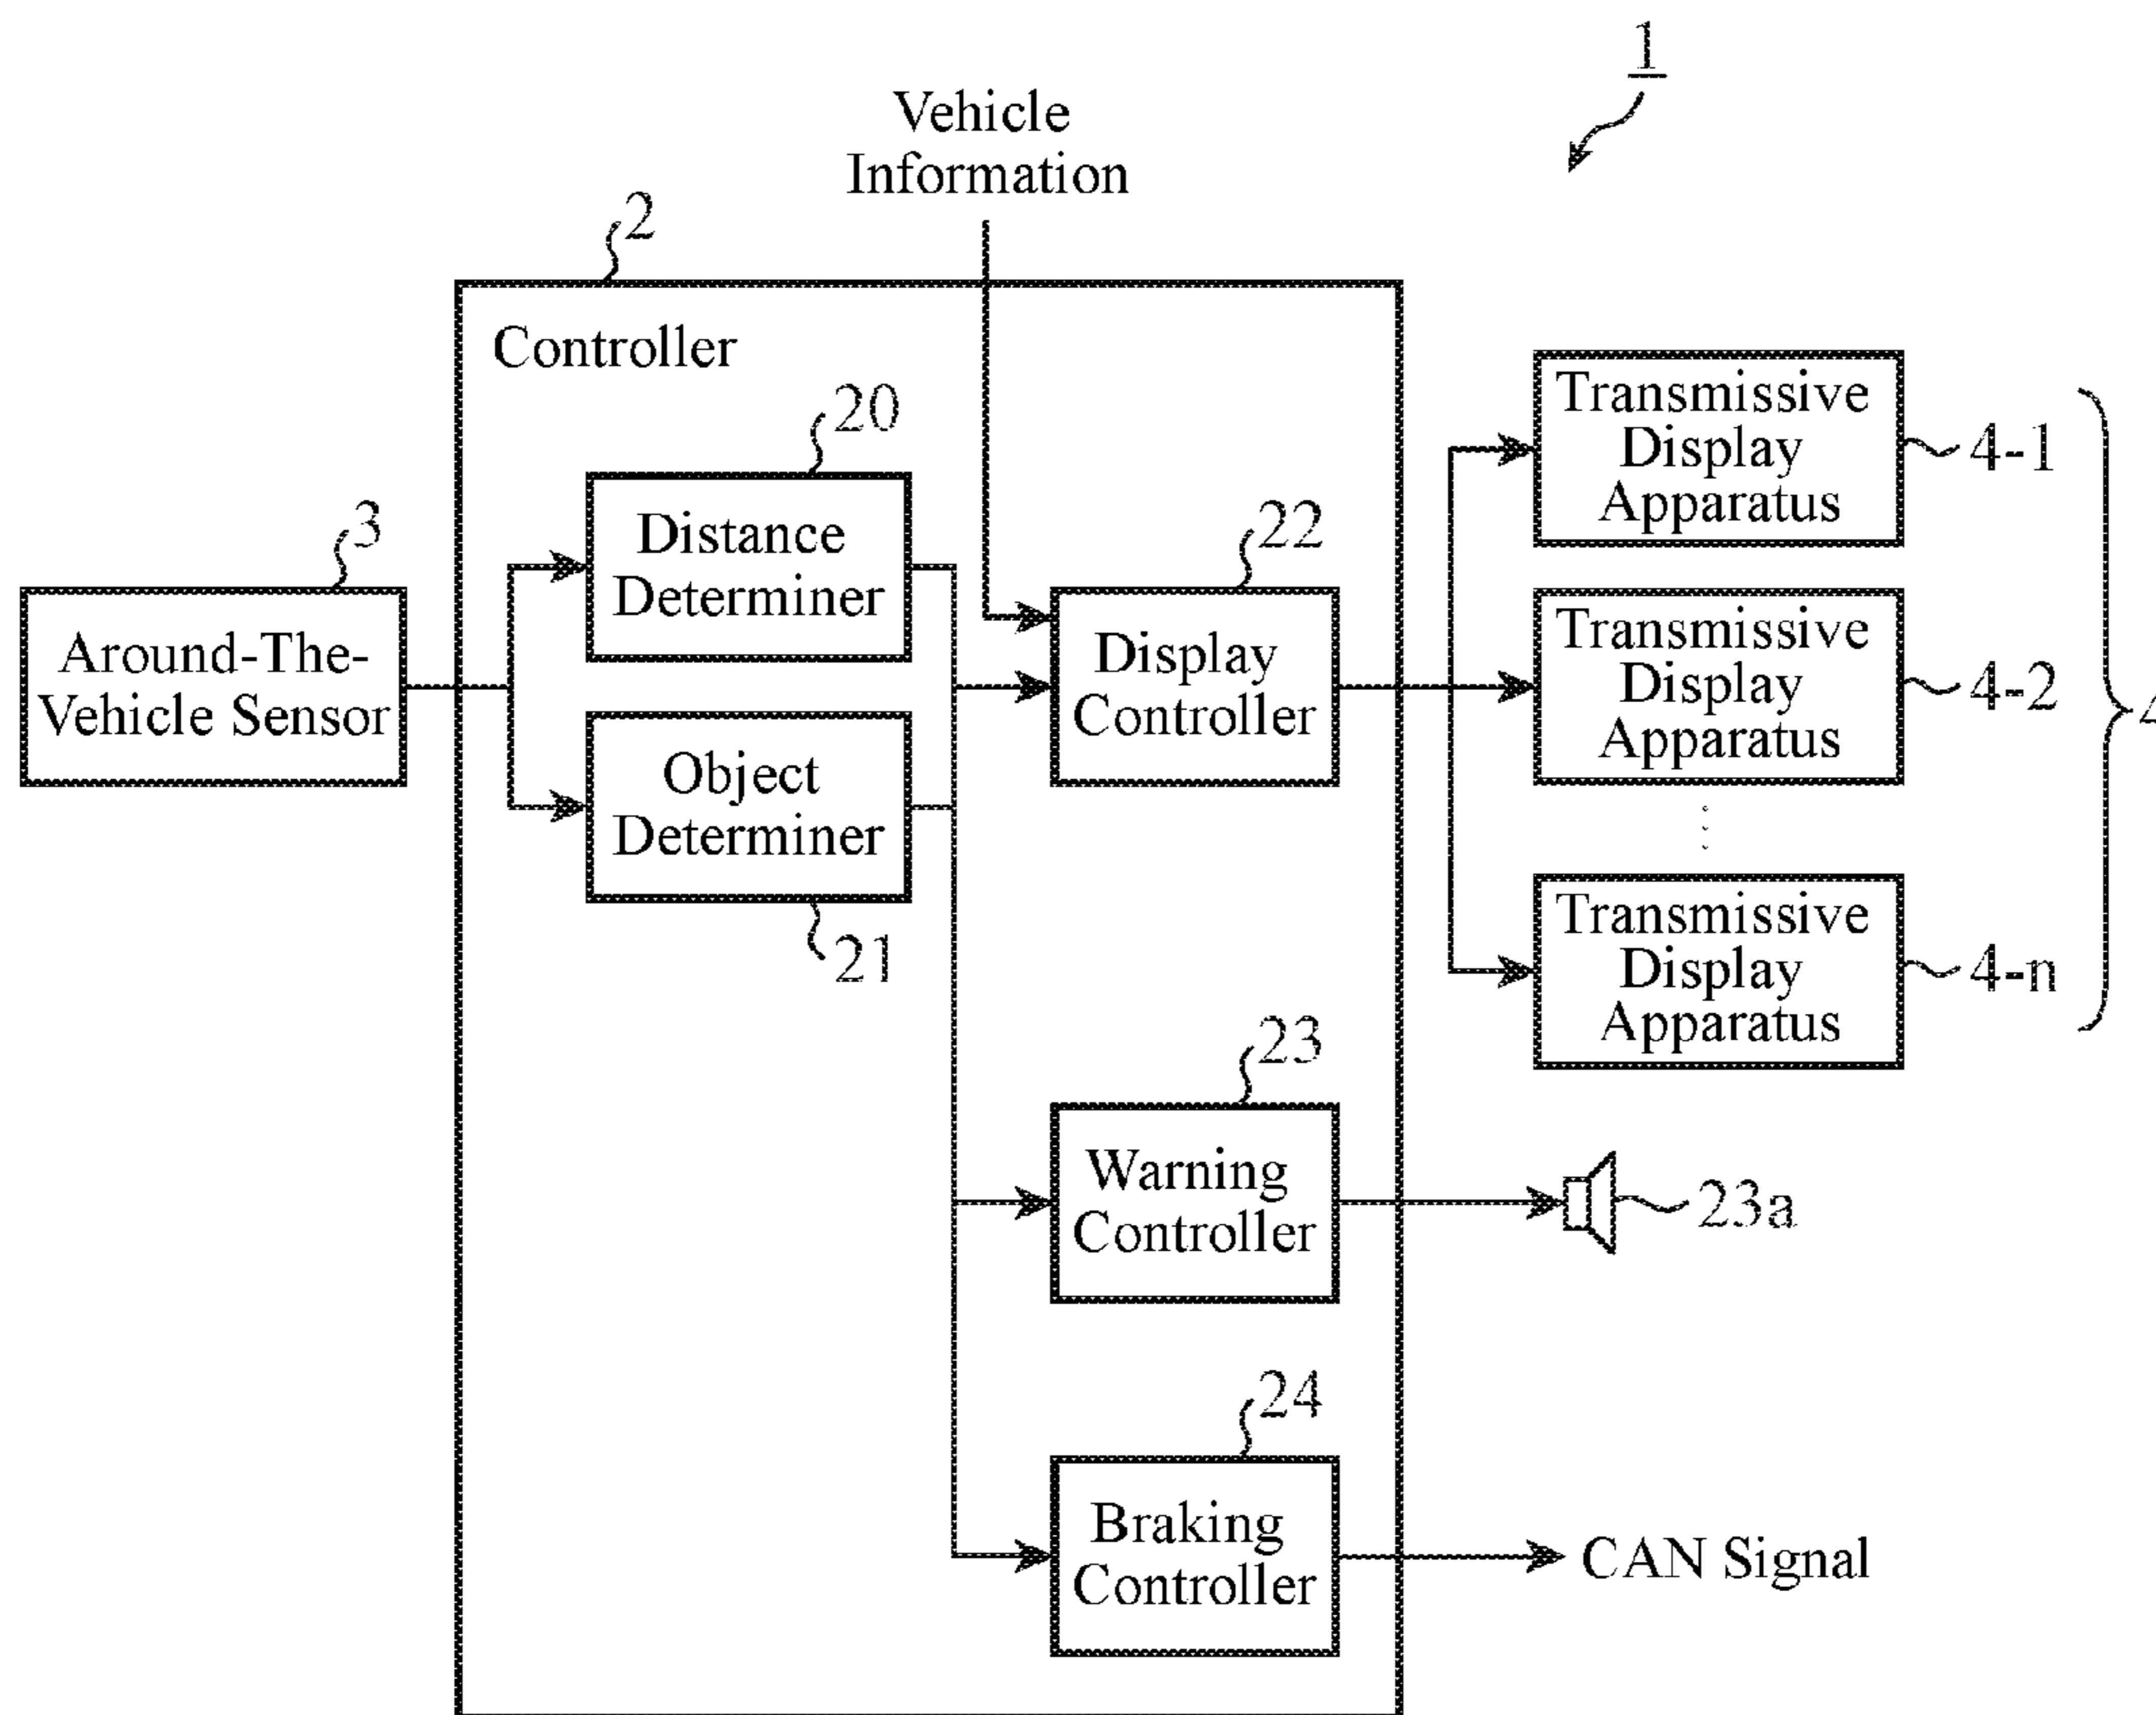 1
Vehicle
Information
2
Controller
20
Distance
Determiner
3
Around-The-
Vehicle Sensor
Object
Determiner
21
22
Display
Controller
Transmissive
Display
Apparatus
4-1
Transmissive
Display
Apparatus
4-2
Transmissive
Display
Apparatus
4-n
4
23
Warning
Controller
23a
24
Braking
Controller
CAN Signal